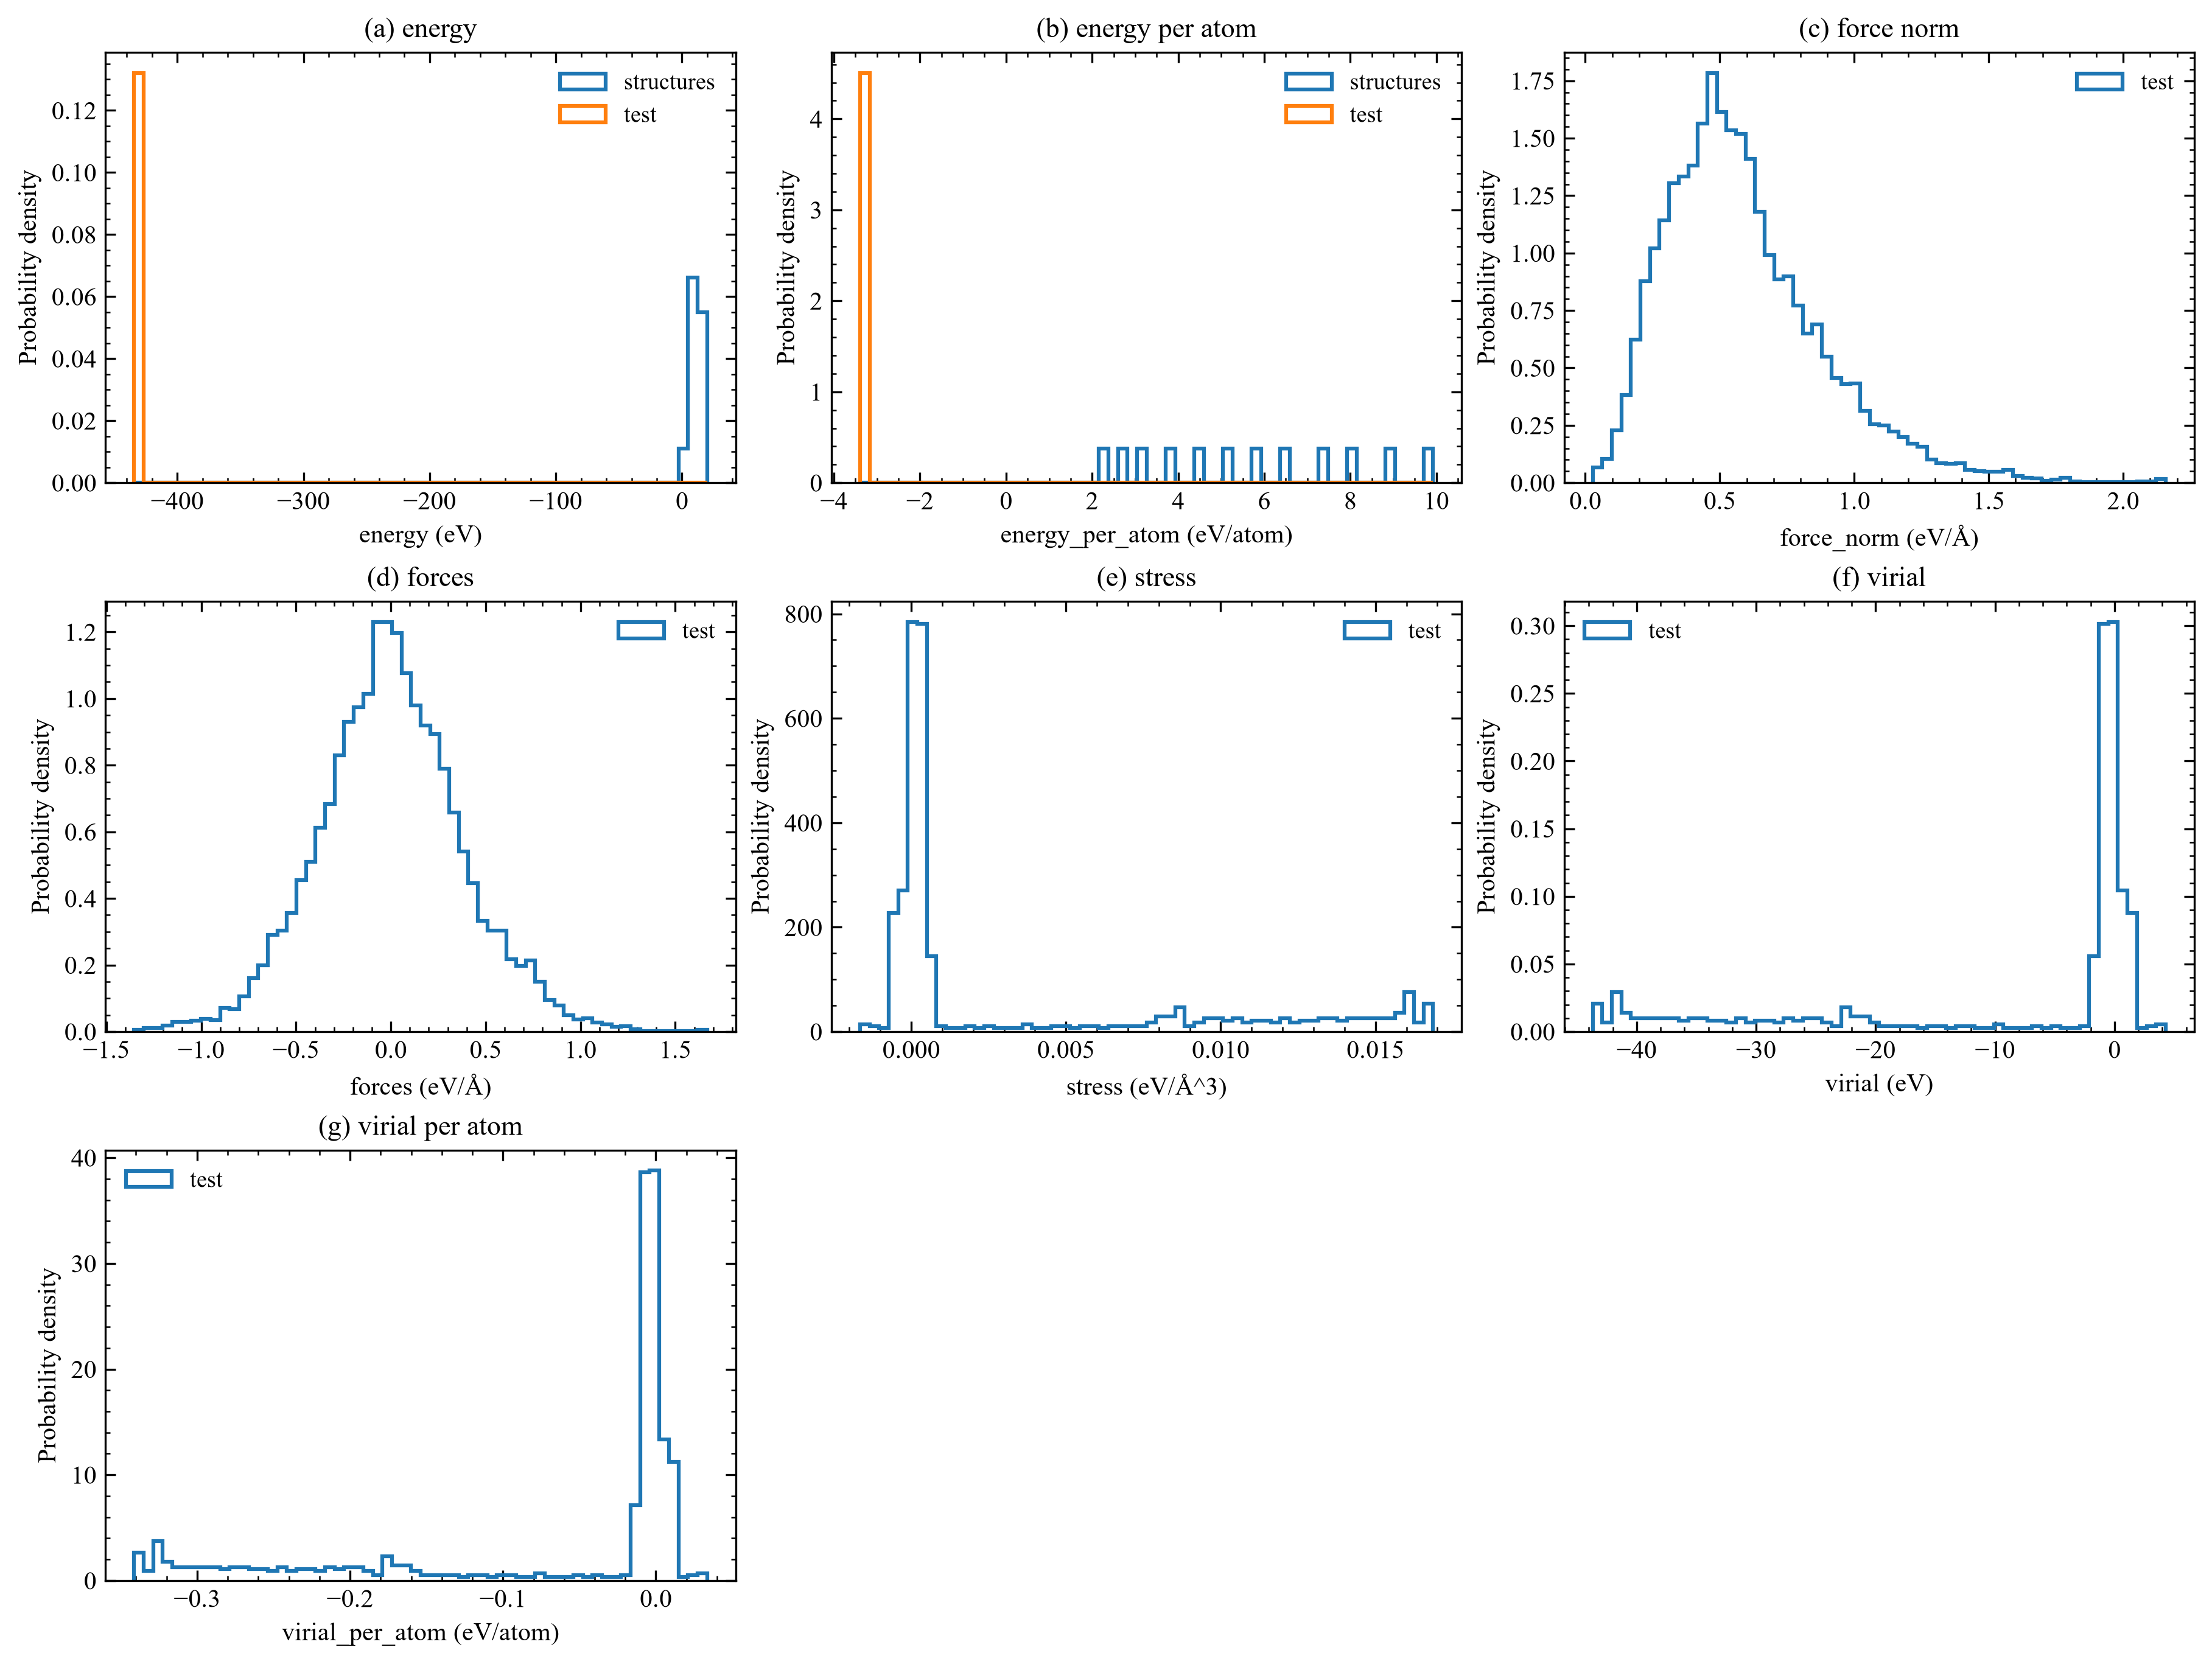 (a) energy
Probability density
0.12
0.10
0.08
0.06
0.04
0.02
0.00
structures
test
−400 −300 −200 −100 0
energy (eV)
(b) energy per atom
Probability density
4
3
2
1
0
structures
test
−4 −2 0 2 4 6 8 10
energy_per_atom (eV/atom)
(c) force norm
Probability density
1.75
1.50
1.25
1.00
0.75
0.50
0.25
0.00
test
0.0 0.5 1.0 1.5 2.0
force_norm (eV/Å)
(d) forces
Probability density
1.2
1.0
0.8
0.6
0.4
0.2
0.0
test
−1.5 −1.0 −0.5 0.0 0.5 1.0 1.5
forces (eV/Å)
(e) stress
Probability density
800
600
400
200
0
test
0.000 0.005 0.010 0.015
stress (eV/Å^3)
(f) virial
Probability density
0.30
0.25
0.20
0.15
0.10
0.05
0.00
test
−40 −30 −20 −10 0
virial (eV)
(g) virial per atom
Probability density
40
30
20
10
0
test
−0.3 −0.2 −0.1 0.0
virial_per_atom (eV/atom)